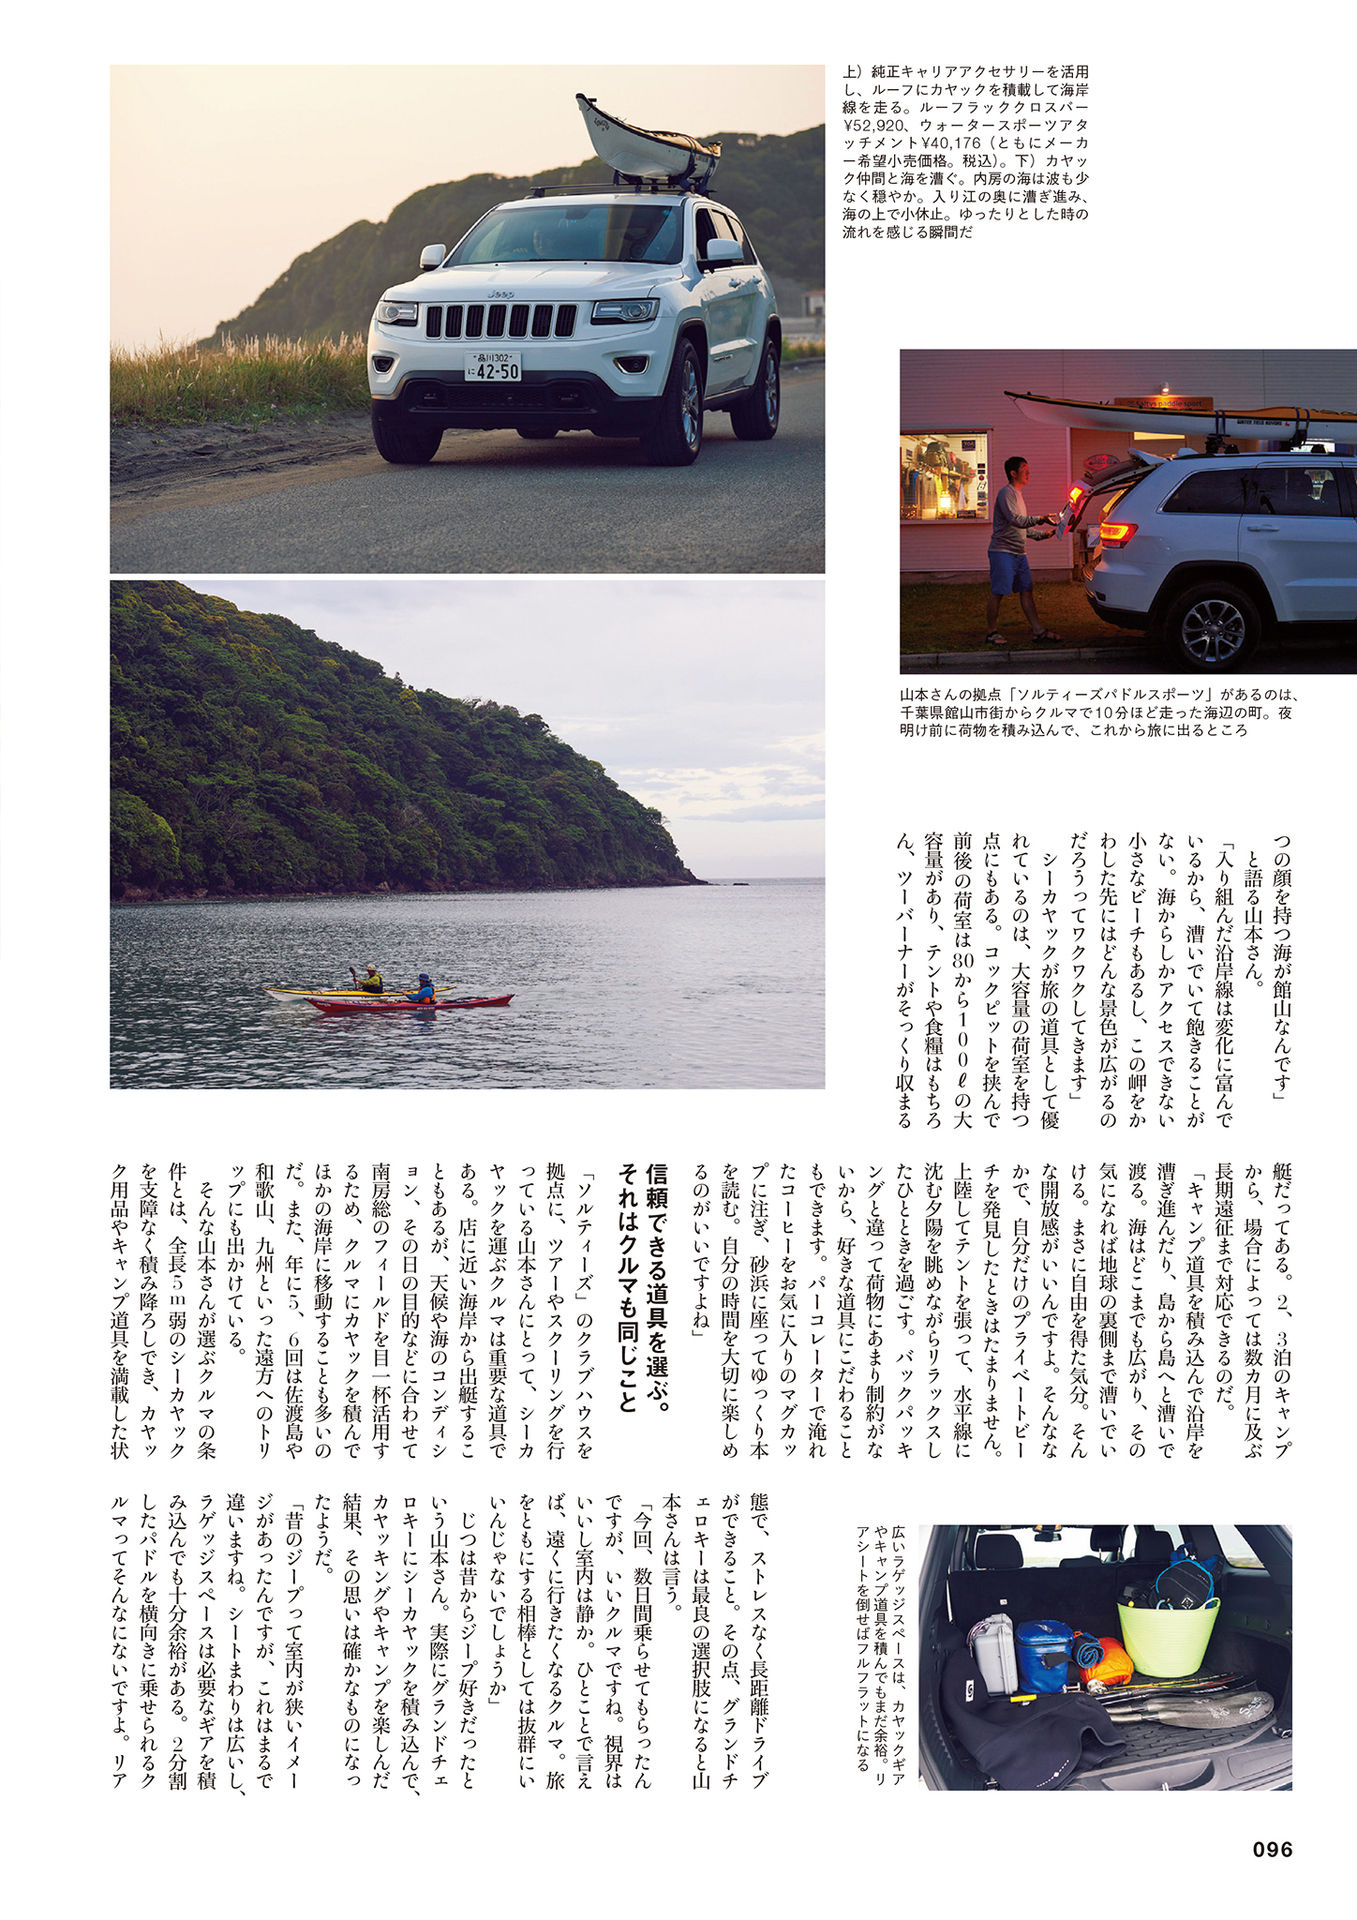 上）純正キャリアアクセサリーを活用
し、ルーフにカヤックを積載して海岸
線を走る。ルーフラッククロスバー
¥52,920、ウォータースポーツアタ
ッチメント¥40,176（ともにメーカ
ー希望小売価格。税込）。下）カヤッ
ク仲間と海を漕ぐ。内房の海は波も少
なく穏やか。入り江の奥に漕ぎ進み、
海の上で小休止。ゆったりとした時の
流れを感じる瞬間だ
Jeep
品川302
に 42-50
Saltys paddle sport
WATER FIELD KAYAKS
山本さんの拠点「ソルティーズパドルスポーツ」があるのは、
千葉県館山市街からクルマで10分ほど走った海辺の町。夜
明け前に荷物を積み込んで、これから旅に出るところ
つの顔を持つ海が館山なんです」
と語る山本さん。
「入り組んだ沿岸線は変化に富んで
いるから、漕いでいて飽きることが
ない。海からしかアクセスできない
小さなビーチもあるし、この岬をか
わした先にはどんな景色が広がるの
だろうってワクワクしてきます」
シーカヤックが旅の道具として優
れているのは、大容量の荷室を持つ
点にもある。コックピットを挟んで
前後の荷室は80から100ℓの大
容量があり、テントや食糧はもちろ
ん、ツーバーナーがそっくり収まる
艇だってある。2、3泊のキャンプ
から、場合によっては数カ月に及ぶ
長期遠征まで対応できるのだ。
「キャンプ道具を積み込んで沿岸を
漕ぎ進んだり、島から島へと漕いで
渡る。海はどこまでも広がり、その
気になれば地球の裏側まで漕いでい
ける。まさに自由を得た気分。そん
な開放感がいいんですよ。そんなな
かで、自分だけのプライベートビー
チを発見したときはたまりません。
上陸してテントを張って、水平線に
沈む夕陽を眺めながらリラックスし
たひとときを過ごす。バックパッキ
ングと違って荷物にあまり制約がな
いから、好きな道具にこだわること
もできます。パーコレーターで淹れ
たコーヒーをお気に入りのマグカッ
プに注ぎ、砂浜に座ってゆっくり本
を読む。自分の時間を大切に楽しめ
るのがいいですよね」
信頼できる道具を選ぶ。
それはクルマも同じこと
「ソルティーズ」のクラブハウスを
拠点に、ツアーやスクーリングを行
っている山本さんにとって、シーカ
ヤックを運ぶクルマは重要な道具で
ある。店に近い海岸から出艇するこ
ともあるが、天候や海のコンディシ
ョン、その日の目的などに合わせて
南房総のフィールドを目一杯活用す
るため、クルマにカヤックを積んで
ほかの海岸に移動することも多いの
だ。また、年に5、6回は佐渡島や
和歌山、九州といった遠方へのトリ
ップにも出かけている。
そんな山本さんが選ぶクルマの条
件とは、全長5m弱のシーカヤック
を支障なく積み降ろしでき、カヤッ
ク用品やキャンプ道具を満載した状
態で、ストレスなく長距離ドライブ
ができること。その点、グランドチ
ェロキーは最良の選択肢になると山
本さんは言う。
「今回、数日間乗らせてもらったん
ですが、いいクルマですね。視界は
いいし室内は静か。ひとことで言え
ば、遠くに行きたくなるクルマ。旅
をともにする相棒としては抜群にい
いんじゃないでしょうか」
じつは昔からジープ好きだったと
いう山本さん。実際にグランドチェ
ロキーにシーカヤックを積み込んで、
カヤッキングやキャンプを楽しんだ
結果、その思いは確かなものになっ
たようだ。
「昔のジープって室内が狭いイメー
ジがあったんですが、これはまるで
違いますね。シートまわりは広いし、
ラゲッジスペースは必要なギアを積
み込んでも十分余裕がある。2分割
したパドルを横向きに乗せられるク
ルマってそんなにないですよ。リア
広いラゲッジスペースは、カヤックギア
やキャンプ道具を積んでもまだ余裕。リ
アシートを倒せばフルフラットになる
096